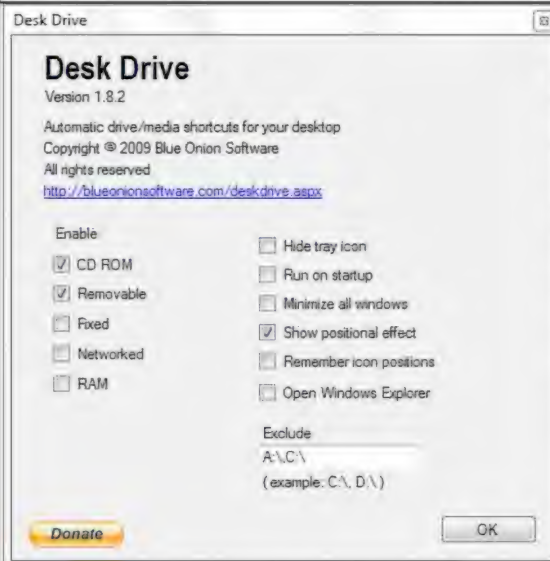 Desk Drive
Desk Drive
Version 1.8.2
Automatic drive/media shortcuts for your desktop
Copyright © 2009 Blue Onion Software
All rights reserved
http://blueonionsoftware.com/deskdrive.aspx
Enable
CD ROM
Removable
Fixed
Networked
RAM
Hide tray icon
Run on startup
Minimize all windows
Show positional effect
Remember icon positions
Open Windows Explorer
Exclude
A:\,C:\
(example: C:\, D:\)
Donate
OK